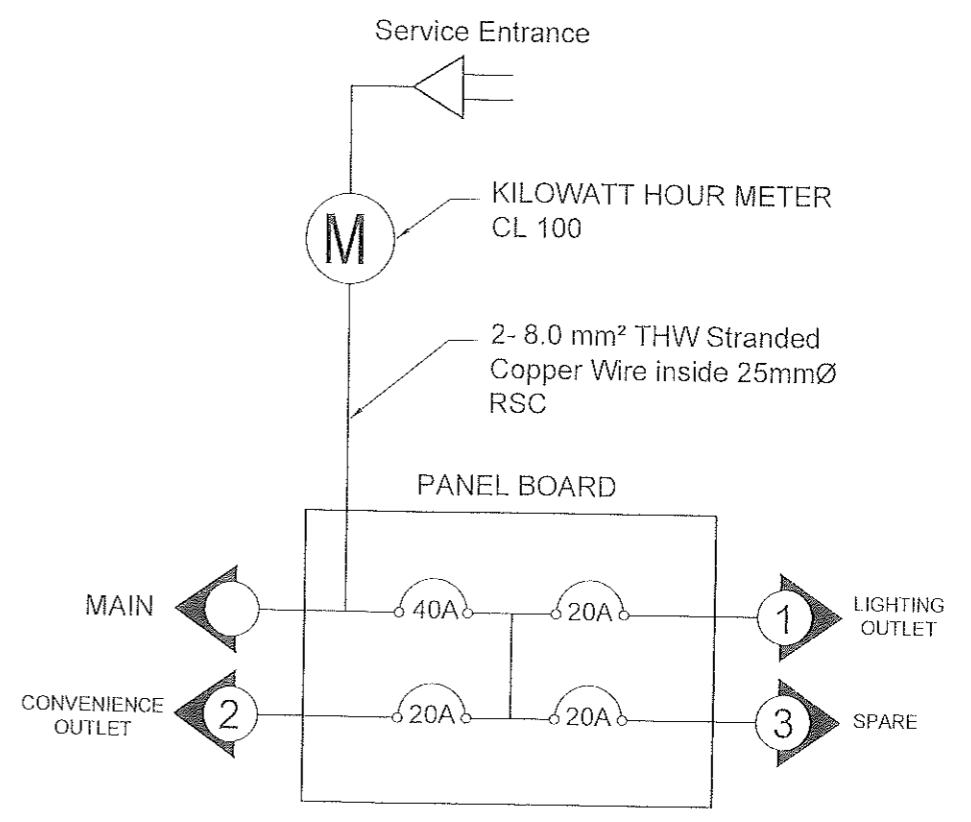 Service Entrance
M
KILOWATT HOUR METER
CL 100
2- 8.0 mm² THW Stranded
Copper Wire inside 25mmØ
RSC
PANEL BOARD
MAIN
40A
20A
1
LIGHTING
OUTLET
CONVENIENCE
OUTLET
2
20A
20A
3
SPARE